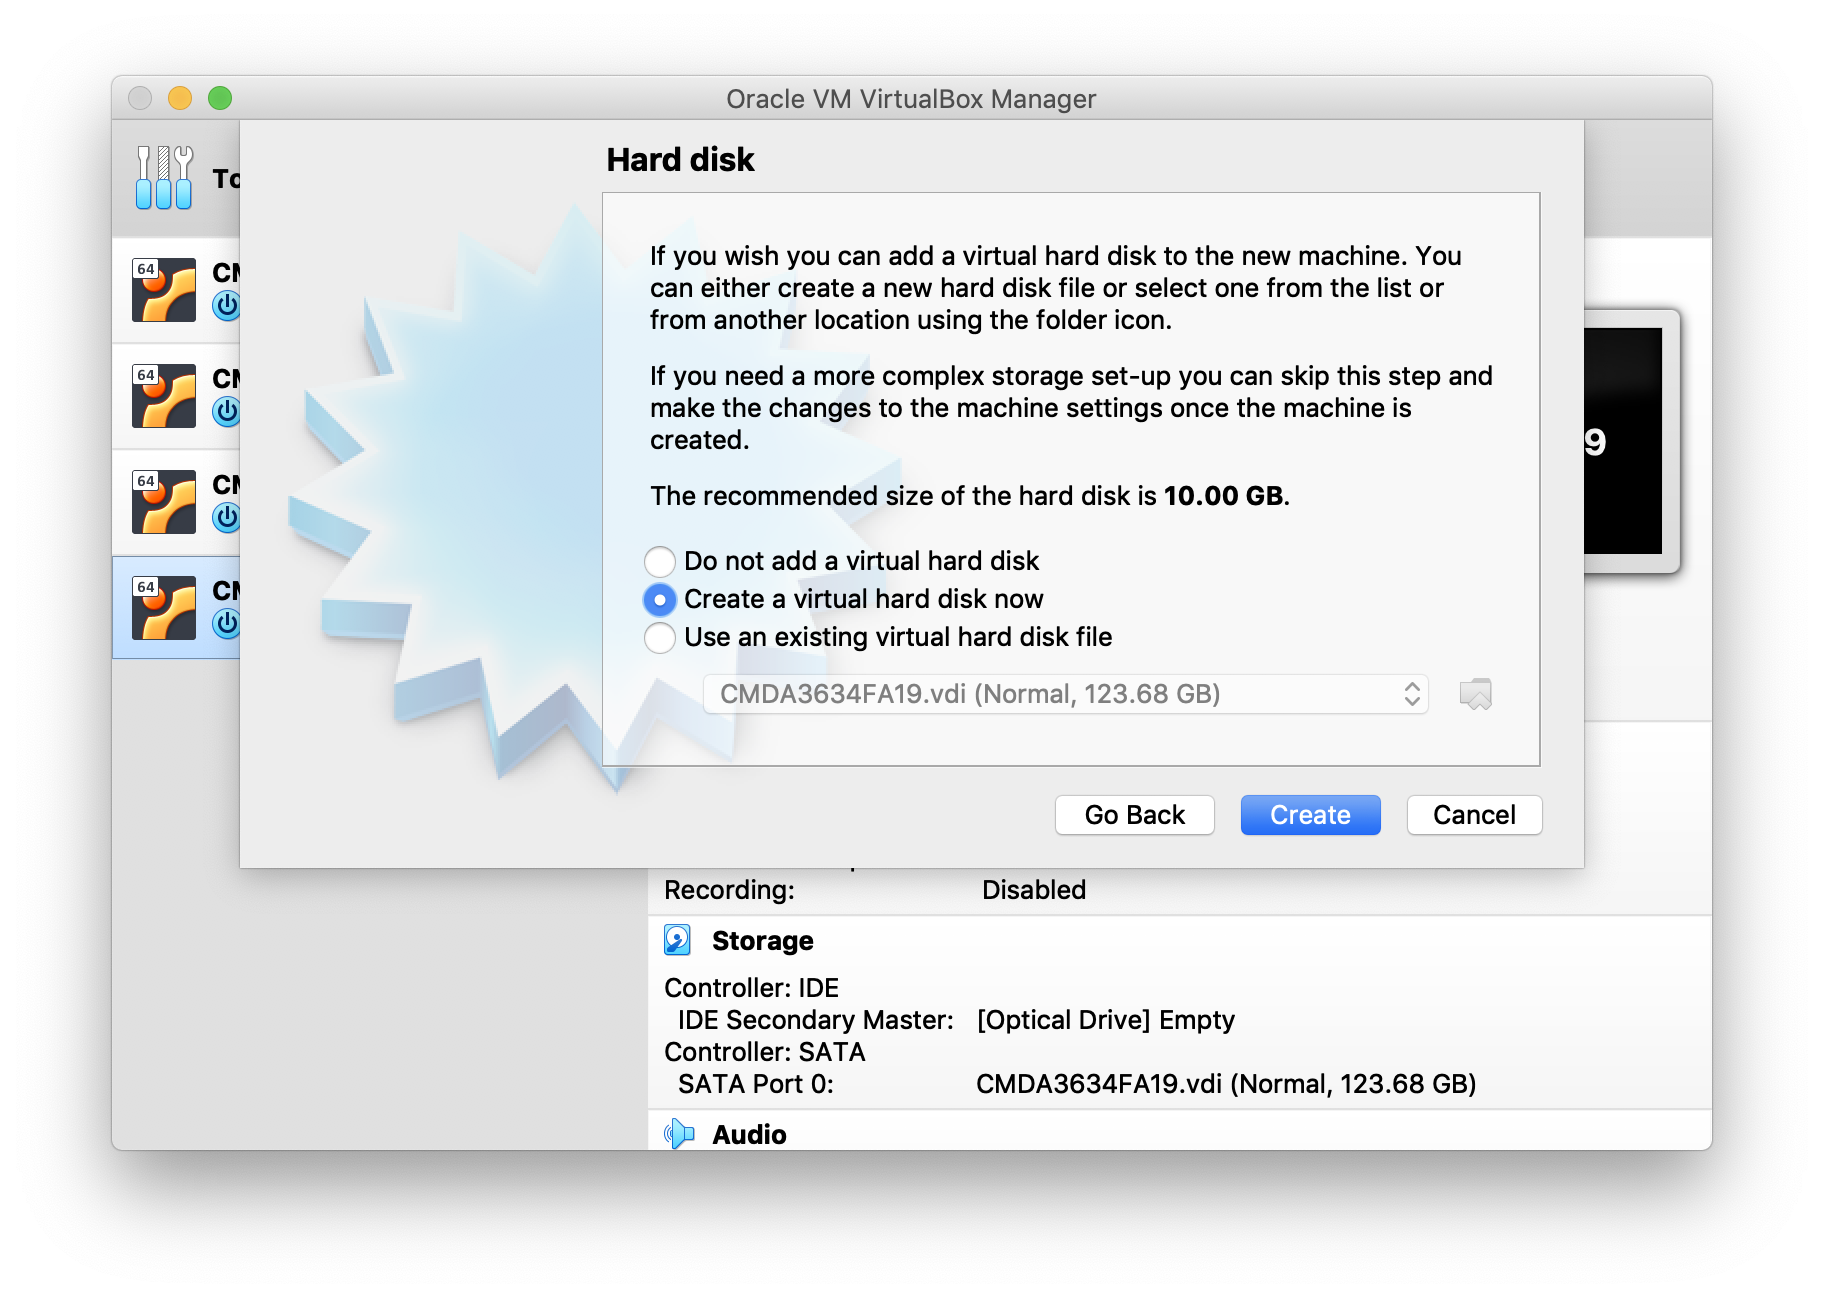 Oracle VM VirtualBox Manager
Hard disk
If you wish you can add a virtual hard disk to the new machine. You
can either create a new hard disk file or select one from the list or
from another location using the folder icon.
If you need a more complex storage set-up you can skip this step and
make the changes to the machine settings once the machine is
created.
The recommended size of the hard disk is 10.00 GB.
Do not add a virtual hard disk
Create a virtual hard disk now
Use an existing virtual hard disk file
CMDA3634FA19.vdi (Normal, 123.68 GB)
Go Back
Create
Cancel
To
64
CM
64
CM
64
CM
64
CM
9
Recording:
Disabled
Storage
Controller: IDE
IDE Secondary Master: [Optical Drive] Empty
Controller: SATA
SATA Port 0: CMDA3634FA19.vdi (Normal, 123.68 GB)
Audio